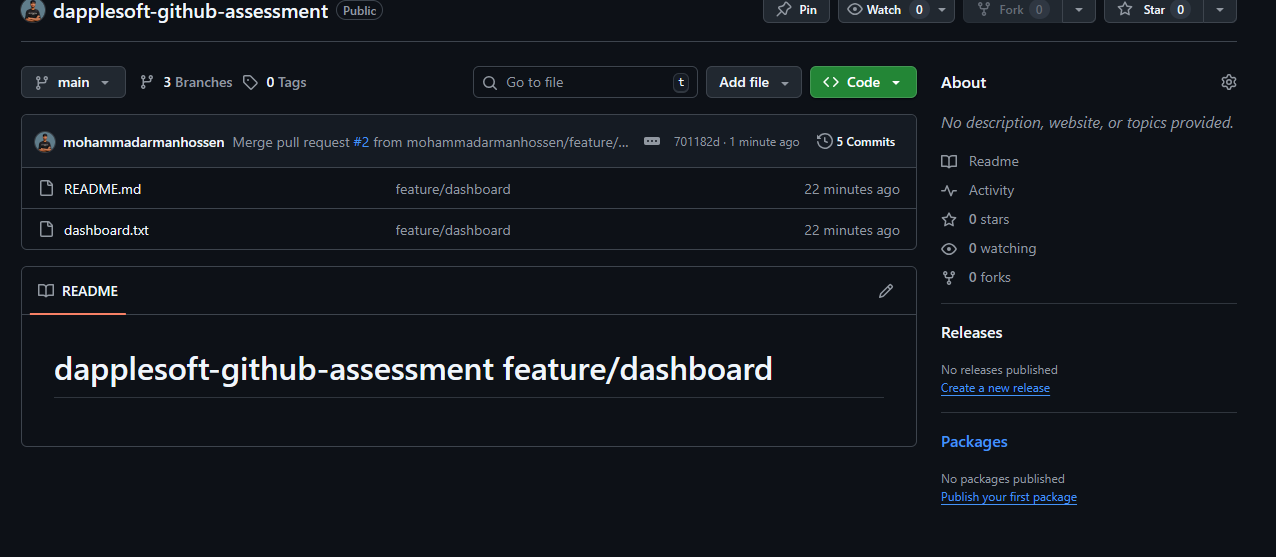 dapplesoft-github-assessment Public
Pin Watch 0 Fork 0 Star 0
main 3 Branches 0 Tags Go to file t Add file Code
mohammadarmanhossen Merge pull request #2 from mohammadarmanhossen/feature/... 701182d · 1 minute ago 5 Commits
README.md feature/dashboard 22 minutes ago
dashboard.txt feature/dashboard 22 minutes ago
README
dapplesoft-github-assessment feature/dashboard
About
No description, website, or topics provided.
Readme
Activity
0 stars
0 watching
0 forks
Releases
No releases published
Create a new release
Packages
No packages published
Publish your first package